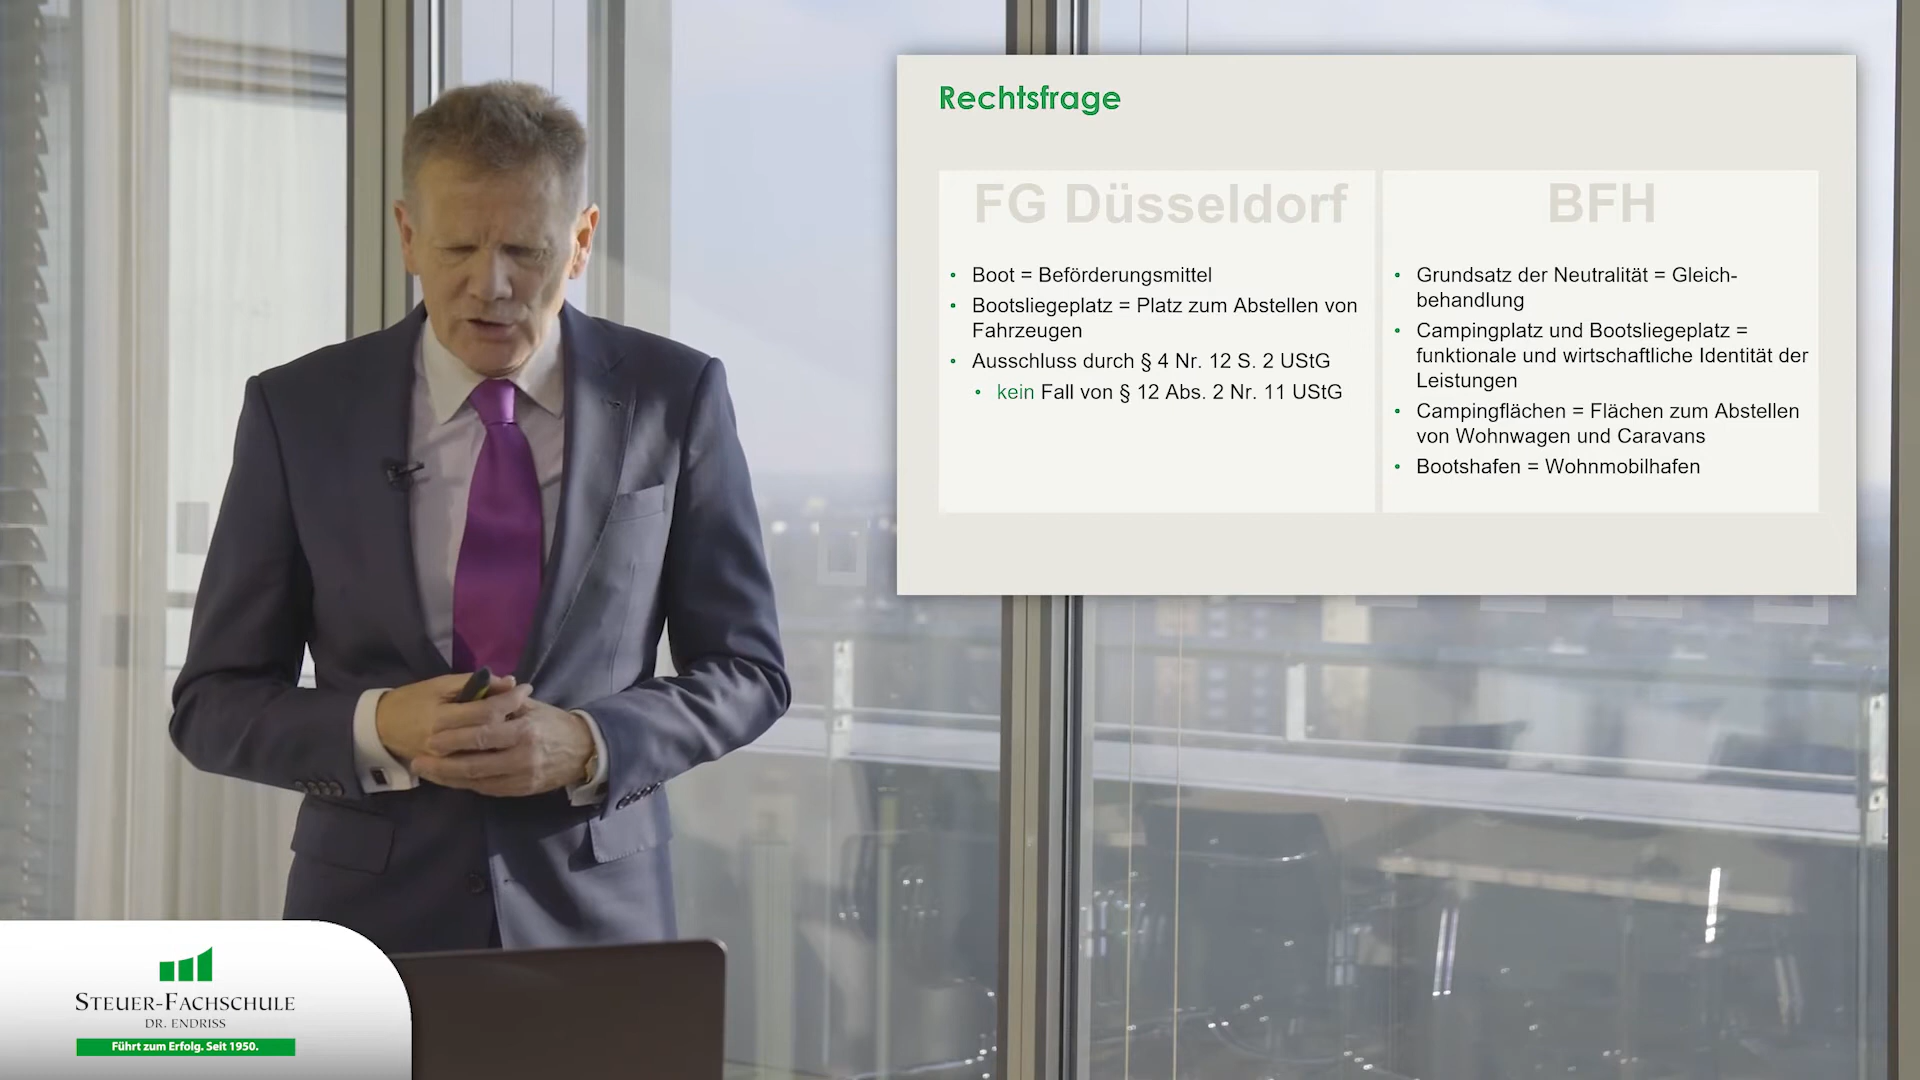 Rechtsfrage
FG Düsseldorf
• Boot = Beförderungsmittel
• Bootsliegeplatz = Platz zum Abstellen von
Fahrzeugen
• Ausschluss durch § 4 Nr. 12 S. 2 UStG
• kein Fall von § 12 Abs. 2 Nr. 11 UStG
BFH
• Grundsatz der Neutralität = Gleich-
behandlung
• Campingplatz und Bootsliegeplatz =
funktionale und wirtschaftliche Identität der
Leistungen
• Campingflächen = Flächen zum Abstellen
von Wohnwagen und Caravans
• Bootshafen = Wohnmobilhafen
STEUER-FACHSCHULE
DR. ENDRISS
Führt zum Erfolg. Seit 1950.